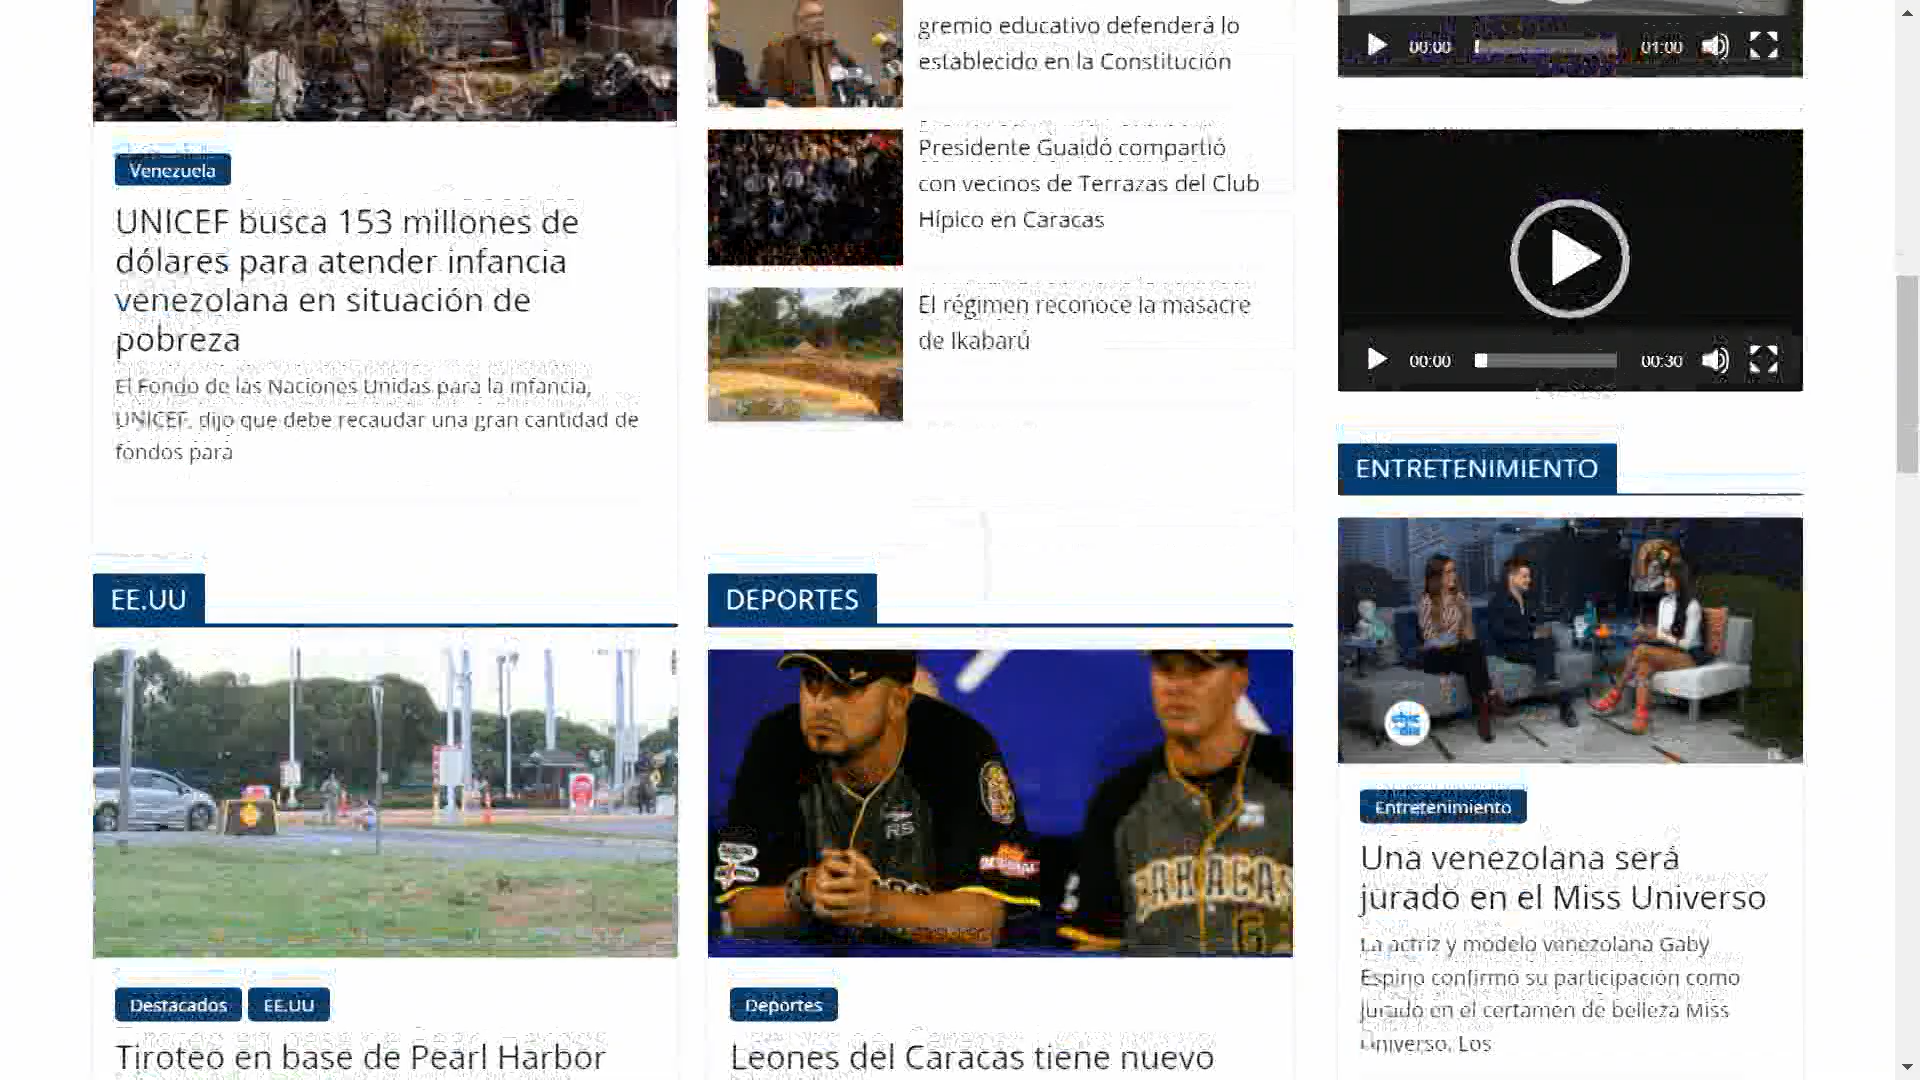 gremio educativo defenderá lo
establecido en la Constitución
Presidente Guaidó compartió
con vecinos de Terrazas del Club
Hípico en Caracas
El régimen reconoce la masacre
de Ikabarú
Venezuela
UNICEF busca 153 millones de
dólares para atender infancia
venezolana en situación de
pobreza
El Fondo de las Naciones Unidas para la infancia,
UNICEF, dijo que debe recaudar una gran cantidad de
fondos para
00:00 01:00
00:00 00:30
EE.UU
Destacados EE.UU
Tiroteo en base de Pearl Harbor
DEPORTES
RS
Deportes
Leones del Caracas tiene nuevo
ENTRETENIMIENTO
Entretenimiento
Una venezolana será
jurado en el Miss Universo
La actriz y modelo venezolana Gaby
Espino confirmó su participación como
jurado en el certamen de belleza Miss
Universo. Los